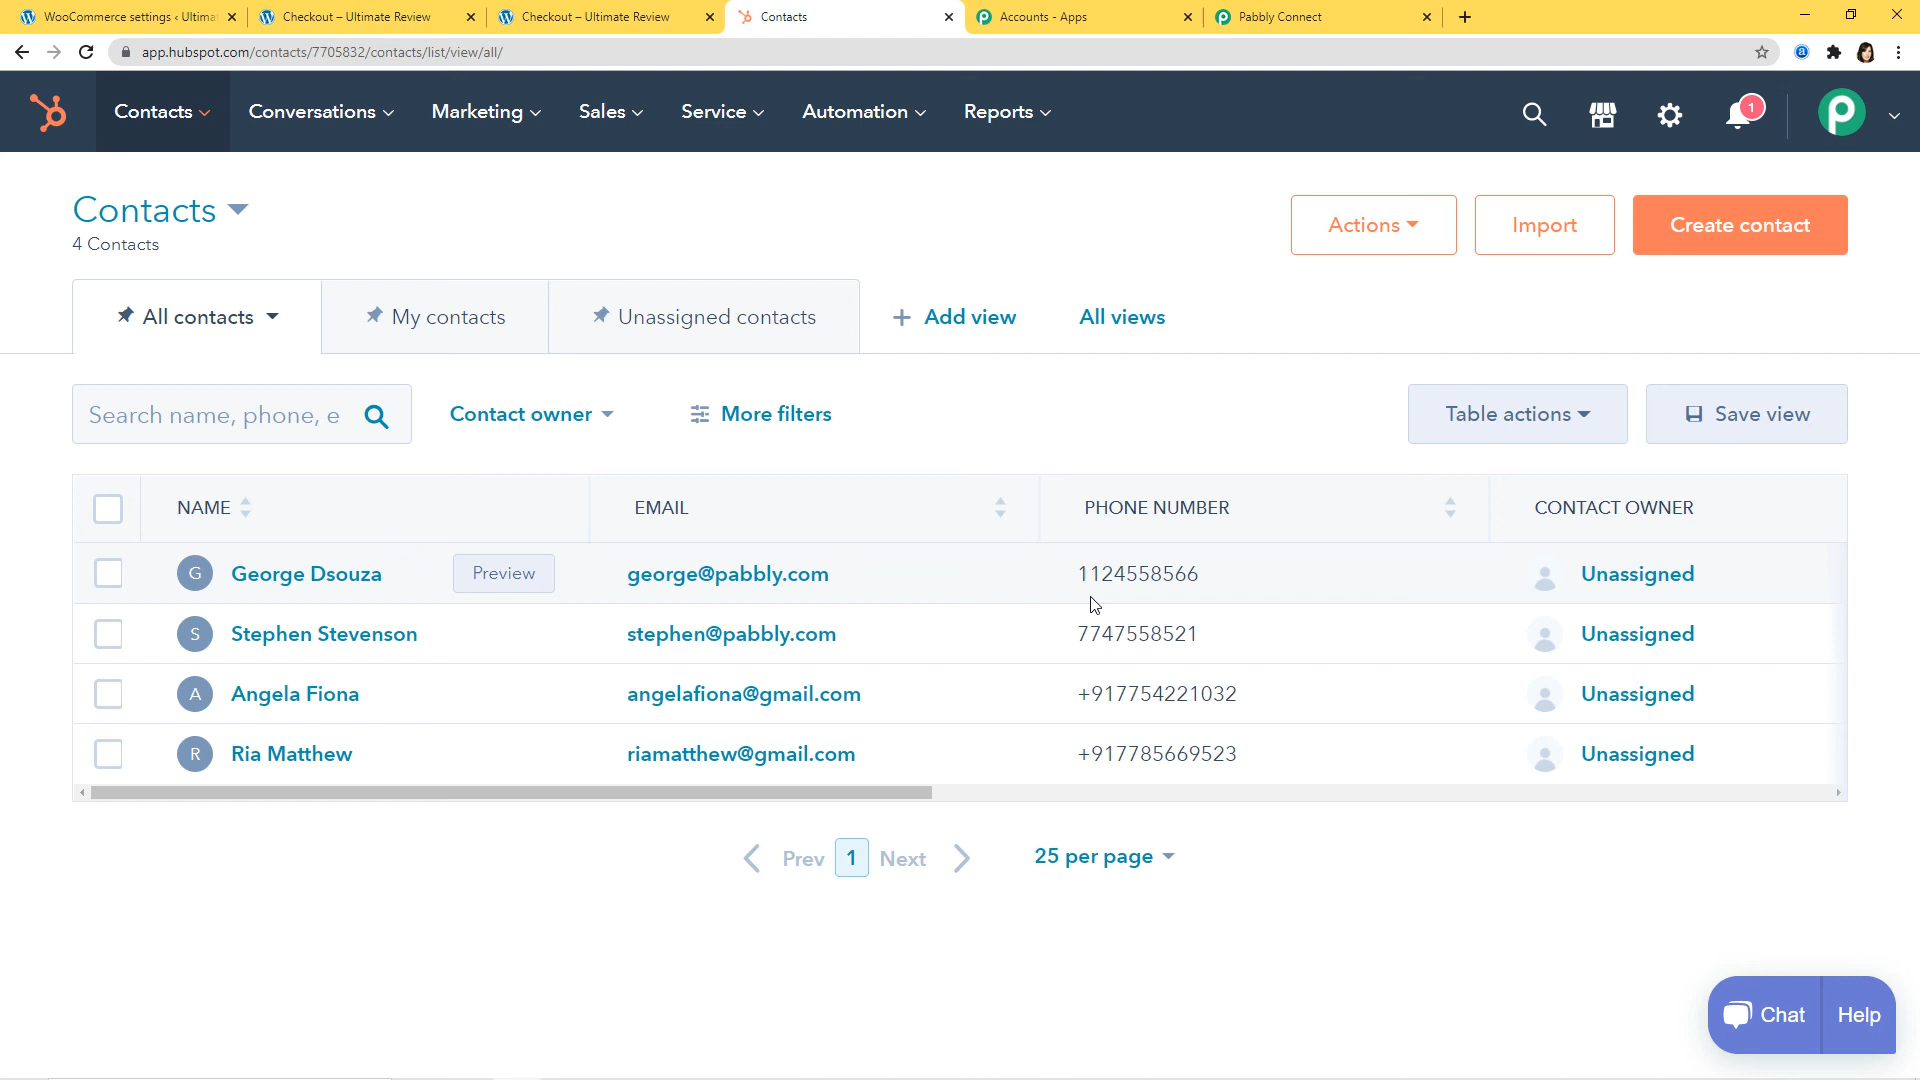 WooCommerce settings ‹ Ultima
Checkout – Ultimate Review
Checkout – Ultimate Review
Contacts
Accounts - Apps
Pabbly Connect
app.hubspot.com/contacts/7705832/contacts/list/view/all/
Contacts
Conversations
Marketing
Sales
Service
Automation
Reports
1
Contacts
4 Contacts
Actions
Import
Create contact
All contacts
My contacts
Unassigned contacts
+ Add view
All views
Search name, phone, e
Contact owner
More filters
Table actions
Save view
NAME EMAIL PHONE NUMBER CONTACT OWNER
G George Dsouza Preview george@pabbly.com 1124558566 Unassigned
S Stephen Stevenson stephen@pabbly.com 7747558521 Unassigned
A Angela Fiona angelafiona@gmail.com +917754221032 Unassigned
R Ria Matthew riamatthew@gmail.com +917785669523 Unassigned
Prev 1 Next
25 per page
Chat
Help